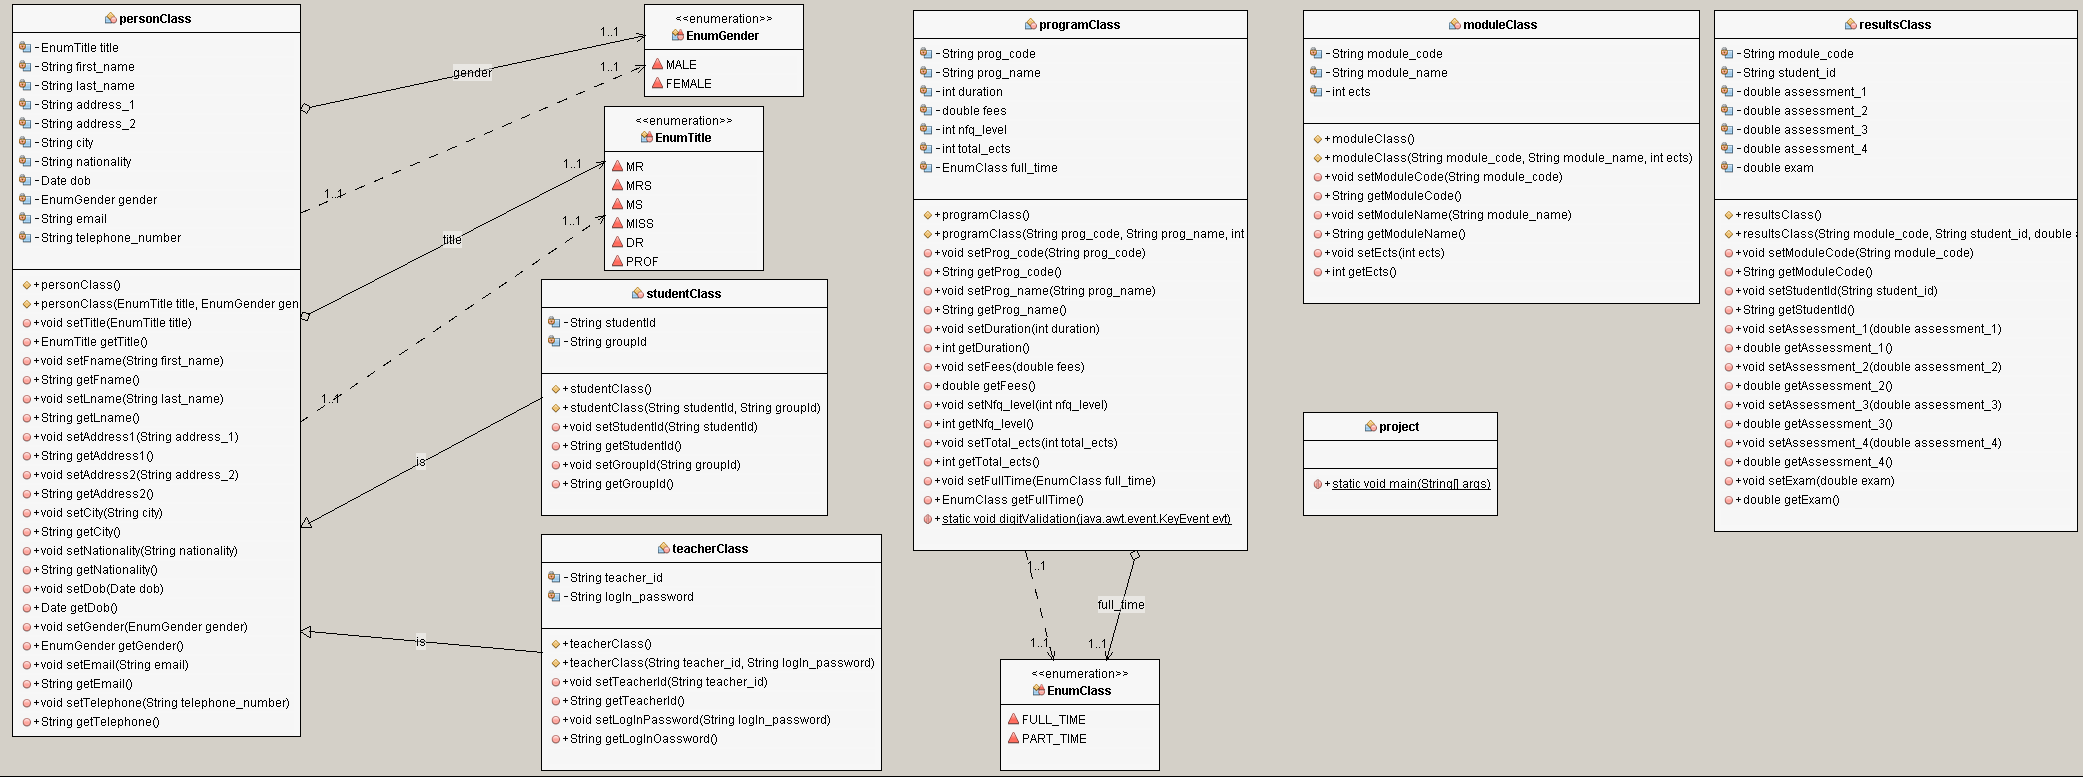 personClass
- EnumTitle title
- String first_name
- String last_name
- String address_1
- String address_2
- String city
- String nationality
- Date dob
- EnumGender gender
- String email
- String telephone_number
+ personClass()
+ personClass(EnumTitle title, EnumGender gen
+ void setTitle(EnumTitle title)
+ EnumTitle getTitle()
+ void setFname(String first_name)
+ String getFname()
+ void setLname(String last_name)
+ String getLname()
+ void setAddress1(String address_1)
+ String getAddress1()
+ void setAddress2(String address_2)
+ String getAddress2()
+ void setCity(String city)
+ String getCity()
+ void setNationality(String nationality)
+ String getNationality()
+ void setDob(Date dob)
+ Date getDob()
+ void setGender(EnumGender gender)
+ EnumGender getGender()
+ void setEmail(String email)
+ String getEmail()
+ void setTelephone(String telephone_number)
+ String getTelephone()
gender
1..1
1..1
1..1
title
1..1
1..1
1..1
is
is
<<enumeration>>
EnumGender
MALE
FEMALE
<<enumeration>>
EnumTitle
MR
MRS
MS
MISS
DR
PROF
studentClass
- String studentId
- String groupId
+ studentClass()
+ studentClass(String studentId, String groupId)
+ void setStudentId(String studentId)
+ String getStudentId()
+ void setGroupId(String groupId)
+ String getGroupId()
teacherClass
- String teacher_id
- String logIn_password
+ teacherClass()
+ teacherClass(String teacher_id, String logIn_password)
+ void setTeacherId(String teacher_id)
+ String getTeacherId()
+ void setLogInPassword(String logIn_password)
+ String getLogInOassword()
programClass
- String prog_code
- String prog_name
- int duration
- double fees
- int nfq_level
- int total_ects
- EnumClass full_time
+ programClass()
+ programClass(String prog_code, String prog_name, int
+ void setProg_code(String prog_code)
+ String getProg_code()
+ void setProg_name(String prog_name)
+ String getProg_name()
+ void setDuration(int duration)
+ int getDuration()
+ void setFees(double fees)
+ double getFees()
+ void setNfq_level(int nfq_level)
+ int getNfq_level()
+ void setTotal_ects(int total_ects)
+ int getTotal_ects()
+ void setFullTime(EnumClass full_time)
+ EnumClass getFullTime()
+ static void digitValidation(java.awt.event.KeyEvent evt)
1..1
full_time
1..1
1..1
<<enumeration>>
EnumClass
FULL_TIME
PART_TIME
moduleClass
- String module_code
- String module_name
- int ects
+ moduleClass()
+ moduleClass(String module_code, String module_name, int ects)
+ void setModuleCode(String module_code)
+ String getModuleCode()
+ void setModuleName(String module_name)
+ String getModuleName()
+ void setEcts(int ects)
+ int getEcts()
project
+ static void main(String[] args)
resultsClass
- String module_code
- String student_id
- double assessment_1
- double assessment_2
- double assessment_3
- double assessment_4
- double exam
+ resultsClass()
+ resultsClass(String module_code, String student_id, double a
+ void setModuleCode(String module_code)
+ String getModuleCode()
+ void setStudentId(String student_id)
+ String getStudentId()
+ void setAssessment_1(double assessment_1)
+ double getAssessment_1()
+ void setAssessment_2(double assessment_2)
+ double getAssessment_2()
+ void setAssessment_3(double assessment_3)
+ double getAssessment_3()
+ void setAssessment_4(double assessment_4)
+ double getAssessment_4()
+ void setExam(double exam)
+ double getExam()